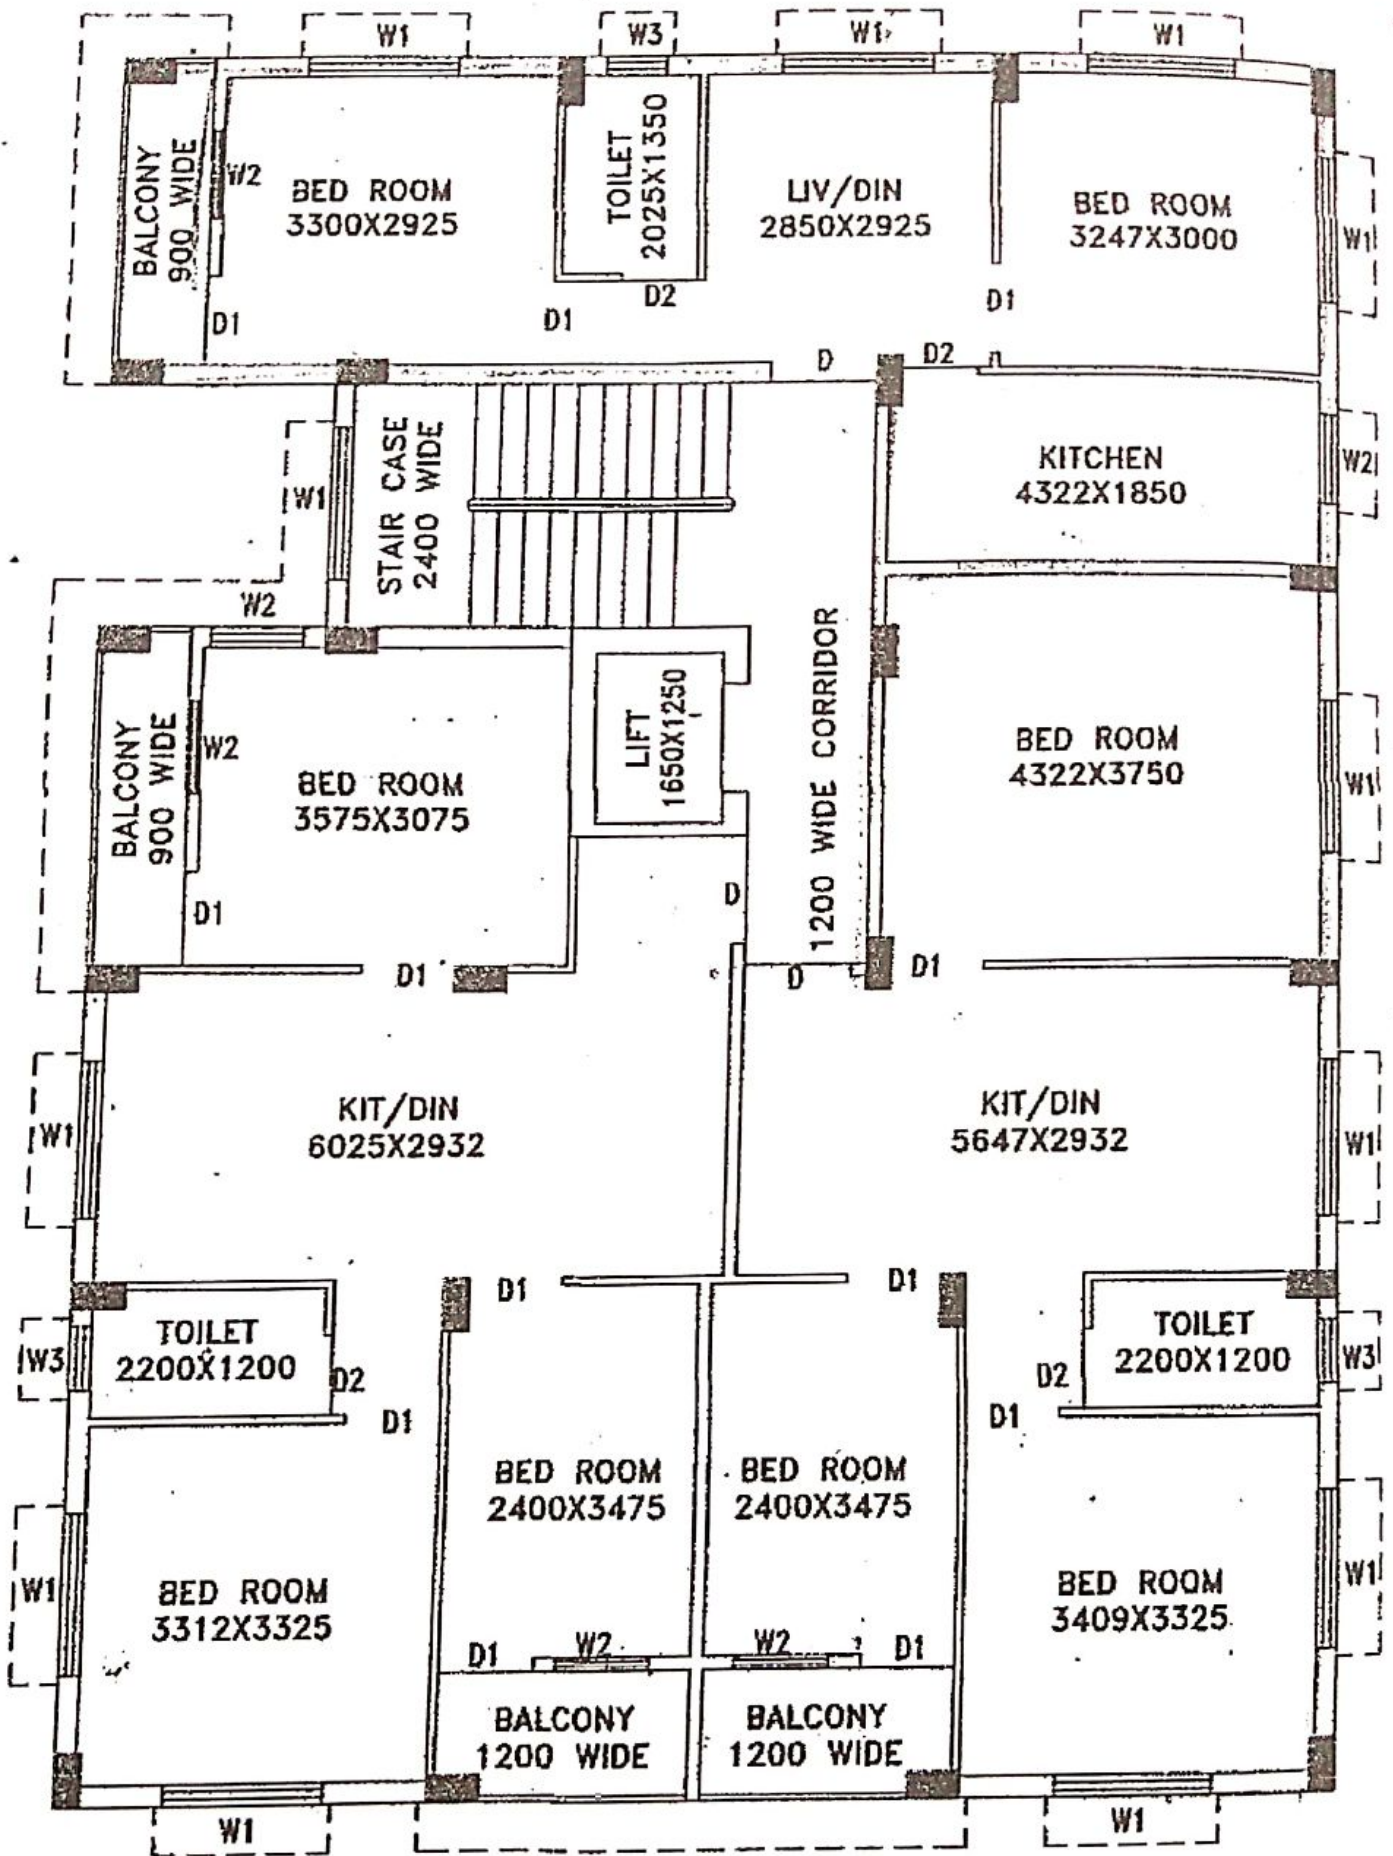 W1
W3
W1
W1
BALCONY
900 WIDE
W2
BED ROOM
3300X2925
TOILET
2025X1350
LIV/DIN
2850X2925
BED ROOM
3247X3000
W1
D1
D1
D2
D1
D
D2
W1
STAIR CASE
2400 WIDE
KITCHEN
4322X1850
W2
W2
BALCONY
900 WIDE
W2
BED ROOM
3575X3075
LIFT
1650X1250
1200 WIDE CORRIDOR
BED ROOM
4322X3750
W1
D1
D
D1
D
D1
W1
KIT/DIN
6025X2932
KIT/DIN
5647X2932
W1
D1
D1
W3
TOILET
2200X1200
D2
D1
D2
D1
TOILET
2200X1200
W3
BED ROOM
2400X3475
BED ROOM
2400X3475
W1
BED ROOM
3312X3325
BED ROOM
3409X3325
W1
D1
W2
W2
D1
BALCONY
1200 WIDE
BALCONY
1200 WIDE
W1
W1